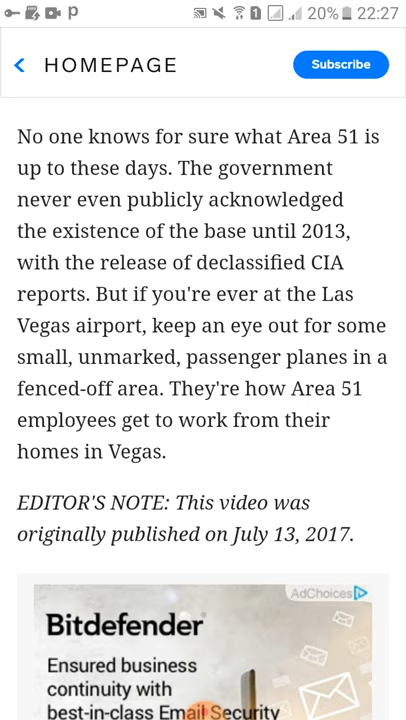 20% 22:27
HOMEPAGE
Subscribe
No one knows for sure what Area 51 is
up to these days. The government
never even publicly acknowledged
the existence of the base until 2013,
with the release of declassified CIA
reports. But if you're ever at the Las
Vegas airport, keep an eye out for some
small, unmarked, passenger planes in a
fenced-off area. They're how Area 51
employees get to work from their
homes in Vegas.
EDITOR'S NOTE: This video was
originally published on July 13, 2017.
AdChoices
Bitdefender
Ensured business
continuity with
best-in-class Email Security